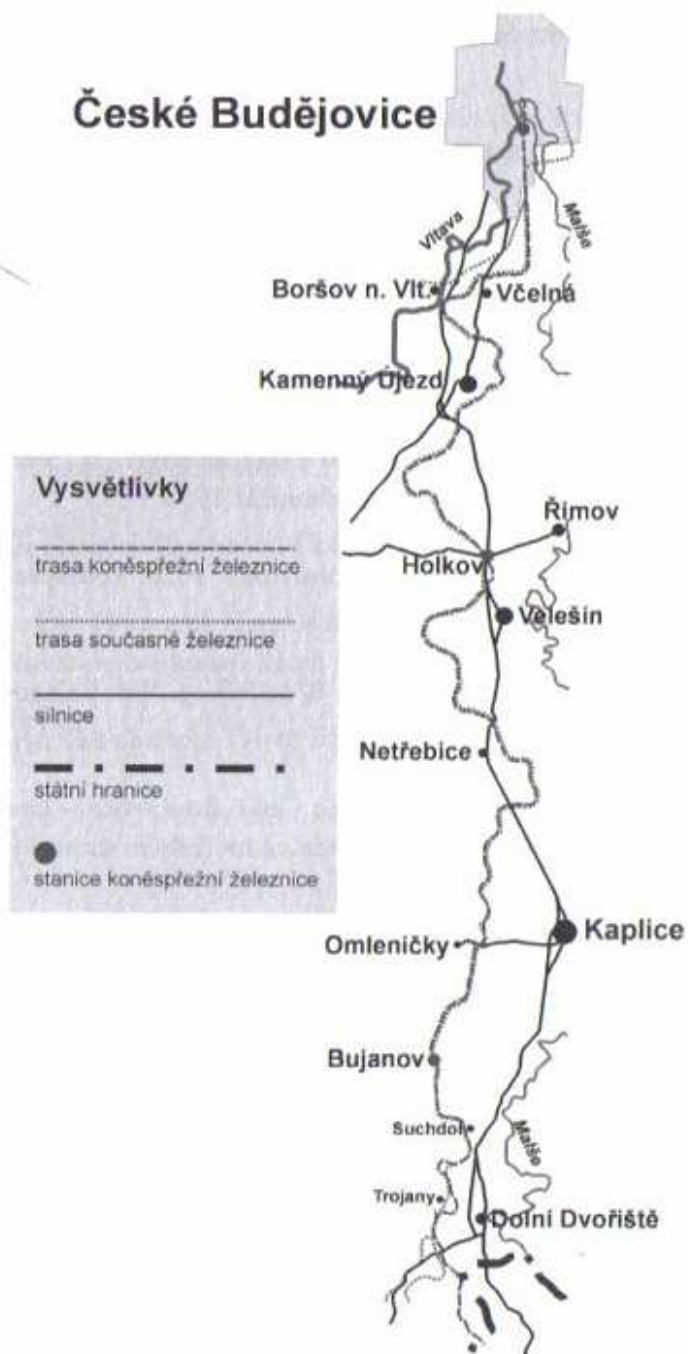 České Budějovice
Malše
Vltava
Boršov n. Vlt.
Včelná
Kamenný Újezd
Vysvětlivky
trasa koněspřežní železnice
trasa současné železnice
silnice
státní hranice
stanice koněspřežní železnice
Římov
Holkov
Velešín
Netřebice
Kaplice
Omleničky
Bujanov
Suchdol
Malše
Trojany
Dolní Dvořiště